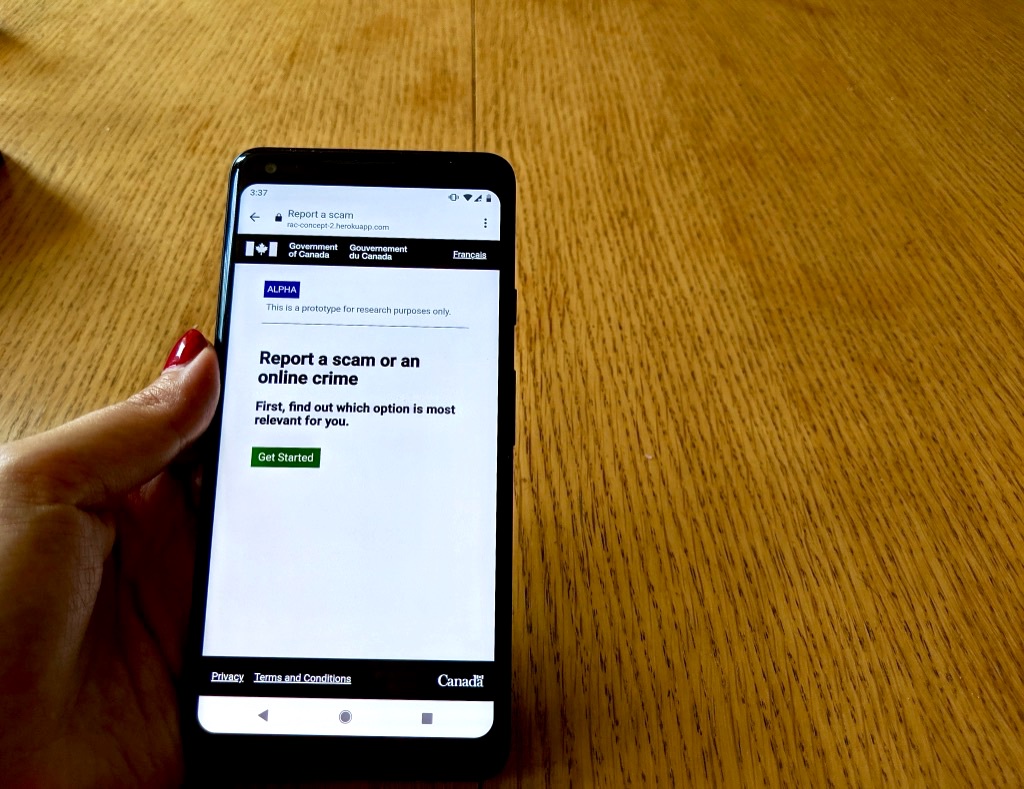 3:37
Report a scam
rac-concept-2.herokuapp.com
Government Gouvernement
of Canada du Canada
Français
ALPHA
This is a prototype for research purposes only.
Report a scam or an
online crime
First, find out which option is most
relevant for you.
Get Started
Privacy Terms and Conditions
Canada